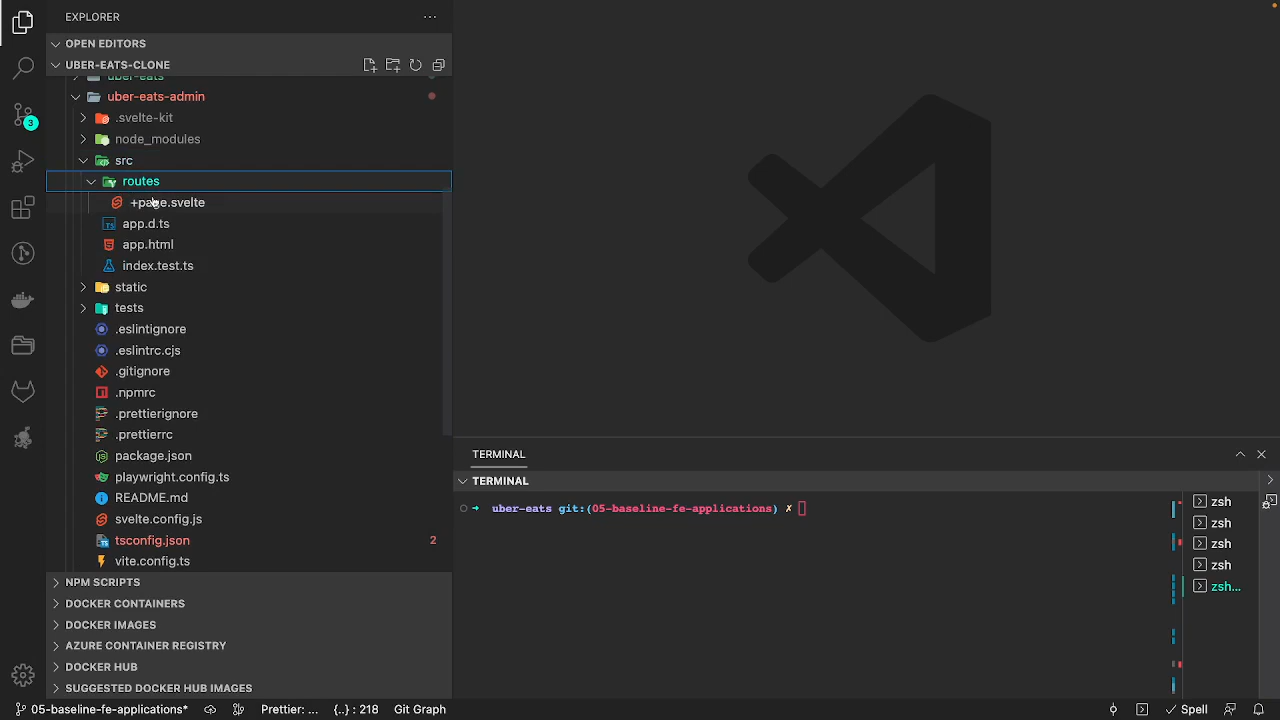 EXPLORER
OPEN EDITORS
UBER-EATS-CLONE
uber-eats
uber-eats-admin
.svelte-kit
node_modules
src
routes
+page.svelte
app.d.ts
app.html
index.test.ts
static
tests
.eslintignore
.eslintrc.cjs
.gitignore
.npmrc
.prettierignore
.prettierrc
package.json
playwright.config.ts
README.md
svelte.config.js
tsconfig.json 2
vite.config.ts
NPM SCRIPTS
DOCKER CONTAINERS
DOCKER IMAGES
AZURE CONTAINER REGISTRY
DOCKER HUB
SUGGESTED DOCKER HUB IMAGES
3
TERMINAL
TERMINAL
uber-eats git:(05-baseline-fe-applications) ✗
zsh
zsh
zsh
zsh
zsh...
05-baseline-fe-applications* Prettier: ... {..} : 218 Git Graph ✓ Spell